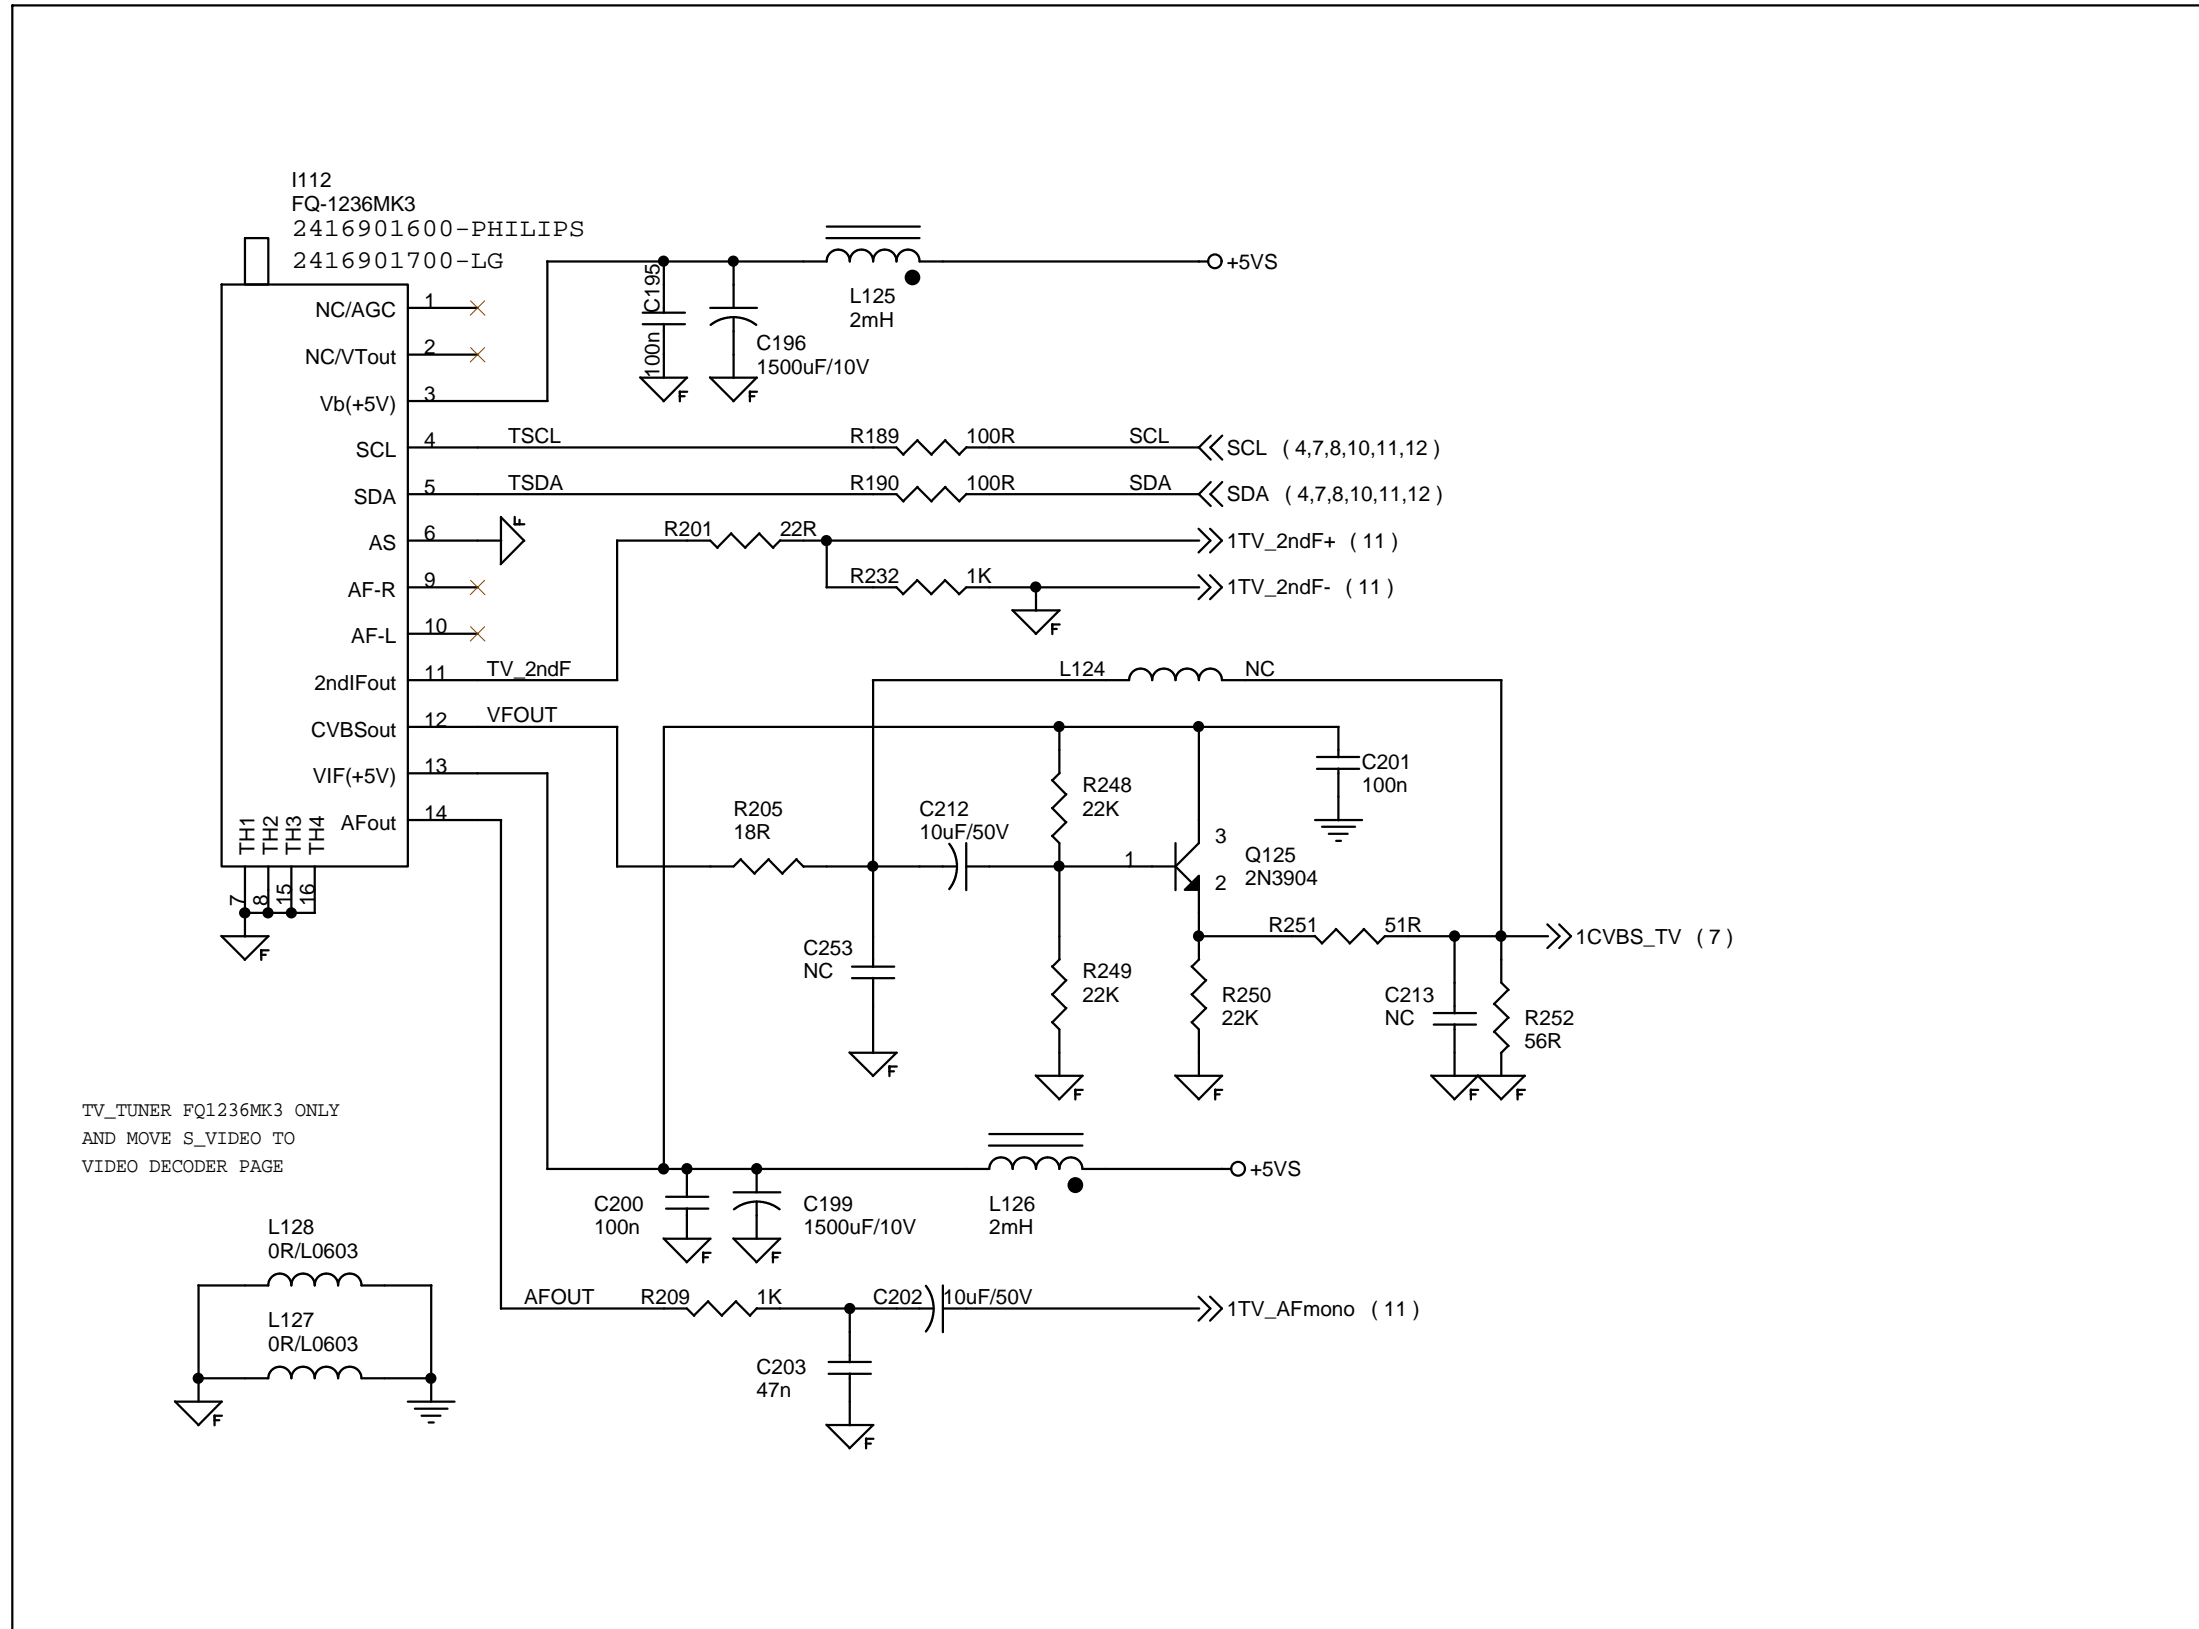 I112
FQ-1236MK3
2416901600-PHILIPS
2416901700-LG
NC/AGC 1
NC/VTout 2
Vb(+5V) 3
SCL 4 TSCL R189 100R SCL SCL ( 4,7,8,10,11,12 )
SDA 5 TSDA R190 100R SDA SDA ( 4,7,8,10,11,12 )
AS 6 F
AF-R 9
AF-L 10
2ndIFout 11 TV_2ndF
CVBSout 12 VFOUT
VIF(+5V) 13
AFout 14
TH1 TH2 TH3 TH4
7 8 15 16
F
C195
100n
F
C196
1500uF/10V
F
L125
2mH
+5VS
R201 22R 1TV_2ndF+ ( 11 )
R232 1K 1TV_2ndF- ( 11 )
F
L124 NC
C201
100n
R248
22K
R205
18R
C212
10uF/50V
1
3
2
Q125
2N3904
R251 51R 1CVBS_TV ( 7 )
C253
NC
F
R249
22K
F
R250
22K
F
C213
NC
F
R252
56R
F
TV_TUNER FQ1236MK3 ONLY
AND MOVE S_VIDEO TO
VIDEO DECODER PAGE
C200
100n
F
C199
1500uF/10V
F
L126
2mH
+5VS
L128
0R/L0603
L127
0R/L0603
F
AFOUT R209 1K C202 10uF/50V 1TV_AFmono ( 11 )
C203
47n
F